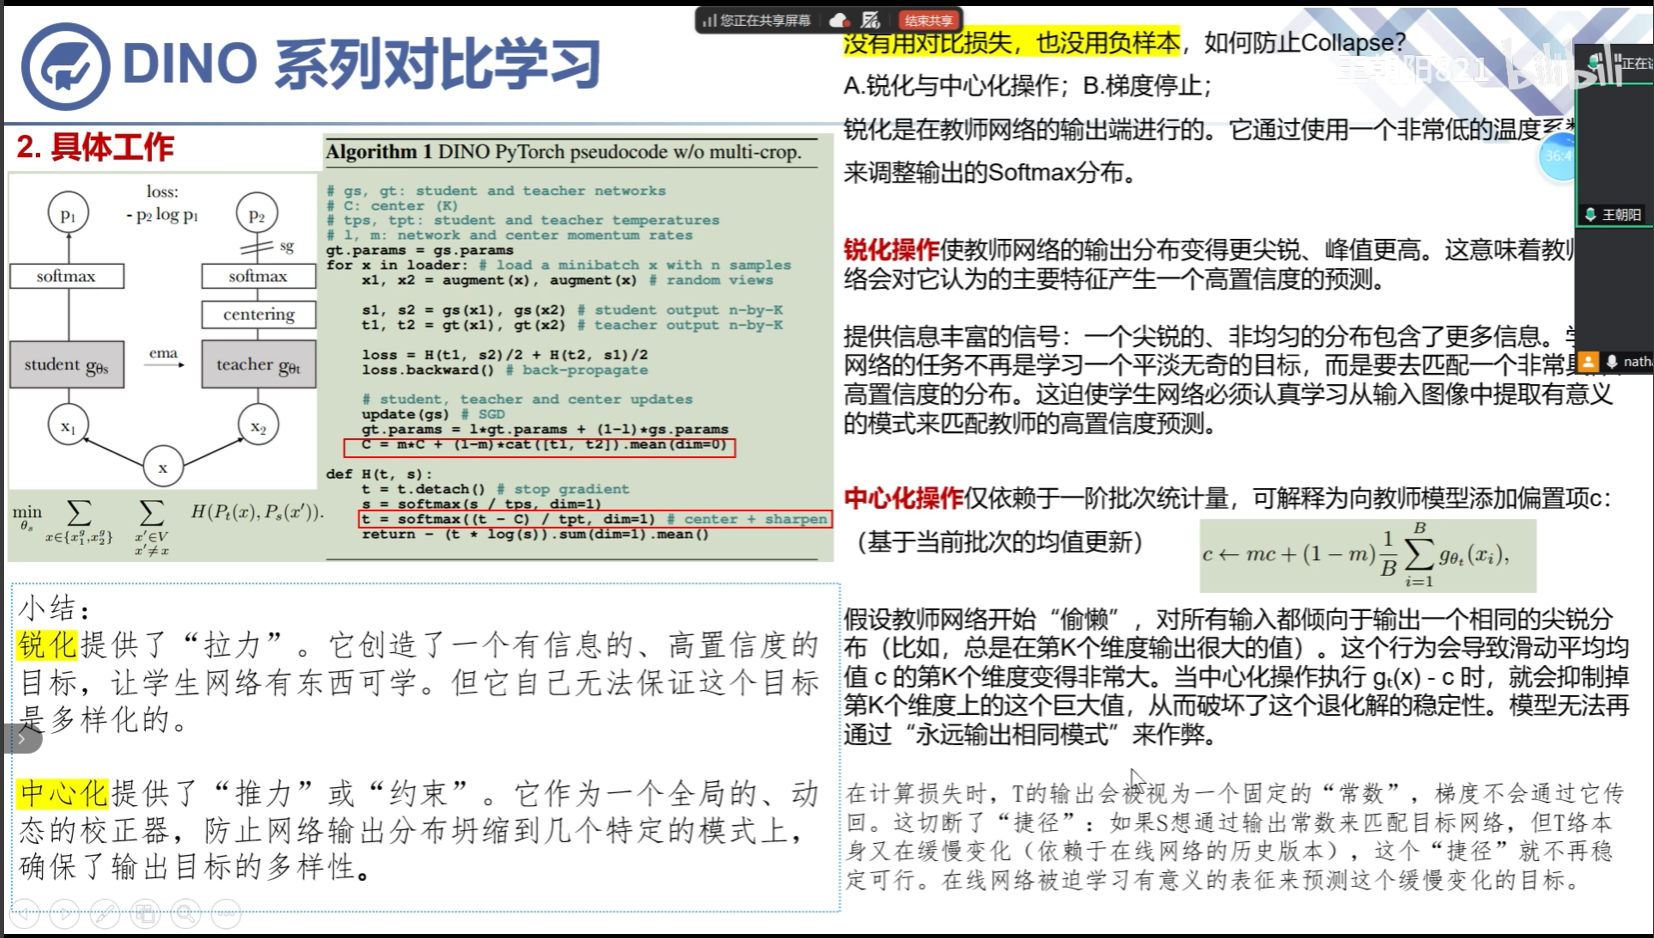 您正在共享屏幕
结束共享
DINO 系列对比学习
2. 具体工作
p1
loss:
- p2 log p1
p2
sg
softmax
softmax
centering
student gθs
ema
teacher gθt
x1
x2
x
min θs ∑ x∈{x1^g,x2^g} ∑ x′∈V x′≠x H(Pt(x), Ps(x′)).
Algorithm 1 DINO PyTorch pseudocode w/o multi-crop.
# gs, gt: student and teacher networks
# C: center (K)
# tps, tpt: student and teacher temperatures
# l, m: network and center momentum rates
gt.params = gs.params
for x in loader: # load a minibatch x with n samples
x1, x2 = augment(x), augment(x) # random views
s1, s2 = gs(x1), gs(x2) # student output n-by-K
t1, t2 = gt(x1), gt(x2) # teacher output n-by-K
loss = H(t1, s2)/2 + H(t2, s1)/2
loss.backward() # back-propagate
# student, teacher and center updates
update(gs) # SGD
gt.params = l*gt.params + (1-l)*gs.params
C = m*C + (1-m)*cat([t1, t2]).mean(dim=0)
def H(t, s):
t = t.detach() # stop gradient
s = softmax(s / tps, dim=1)
t = softmax((t - C) / tpt, dim=1) # center + sharpen
return - (t * log(s)).sum(dim=1).mean()
小结：
锐化提供了“拉力”。它创造了一个有信息的、高置信度的
目标，让学生网络有东西可学。但它自己无法保证这个目标
是多样化的。
中心化提供了“推力”或“约束”。它作为一个全局的、动
态的校正器，防止网络输出分布坍缩到几个特定的模式上，
确保了输出目标的多样性。
没有用对比损失，也没用负样本，如何防止Collapse?
A.锐化与中心化操作；B.梯度停止；
锐化是在教师网络的输出端进行的。它通过使用一个非常低的温度系
来调整输出的Softmax分布。
锐化操作使教师网络的输出分布变得更尖锐、峰值更高。这意味着教
络会对它认为的主要特征产生一个高置信度的预测。
提供信息丰富的信号：一个尖锐的、非均匀的分布包含了更多信息。
网络的任务不再是学习一个平淡无奇的目标，而是要去匹配一个非常
高置信度的分布。这迫使学生网络必须认真学习从输入图像中提取有意义
的模式来匹配教师的高置信度预测。
中心化操作仅依赖于一阶批次统计量，可解释为向教师模型添加偏置项c：
（基于当前批次的均值更新）
c ← mc + (1 − m) 1/B ∑ i=1 B gθt(xi),
假设教师网络开始“偷懒”，对所有输入都倾向于输出一个相同的尖锐分
布（比如，总是在第K个维度输出很大的值）。这个行为会导致滑动平均均
值 c 的第K个维度变得非常大。当中心化操作执行 gt(x) - c 时，就会抑制掉
第K个维度上的这个巨大值，从而破坏了这个退化解的稳定性。模型无法再
通过“永远输出相同模式”来作弊。
在计算损失时，T的输出会被视为一个固定的“常数”，梯度不会通过它传
回。这切断了“捷径”：如果S想通过输出常数来匹配目标网络，但T络本
身又在缓慢变化（依赖于在线网络的历史版本），这个“捷径”就不再稳
定可行。在线网络被迫学习有意义的表征来预测这个缓慢变化的目标。
王朝阳821 bilibili
正在
36:4
王朝阳
nath